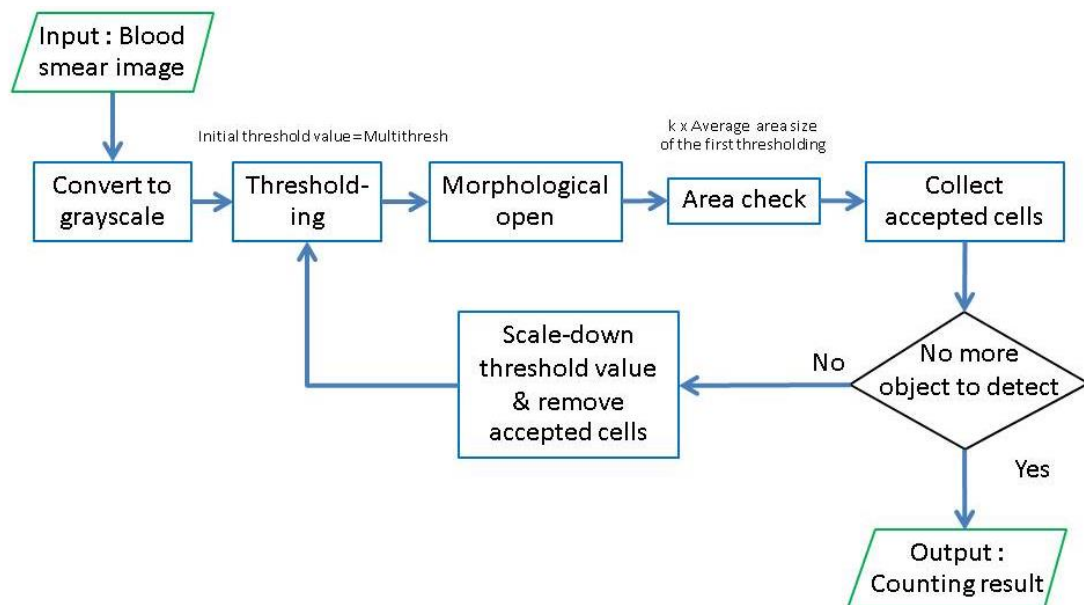 Input : Blood
smear image
Initial threshold value=Multithresh
k x Average area size
of the first thresholding
Convert to
grayscale
Threshold-
ing
Morphological
open
Area check
Collect
accepted cells
Scale-down
threshold value
& remove
accepted cells
No
No more
object to detect
Yes
Output :
Counting result